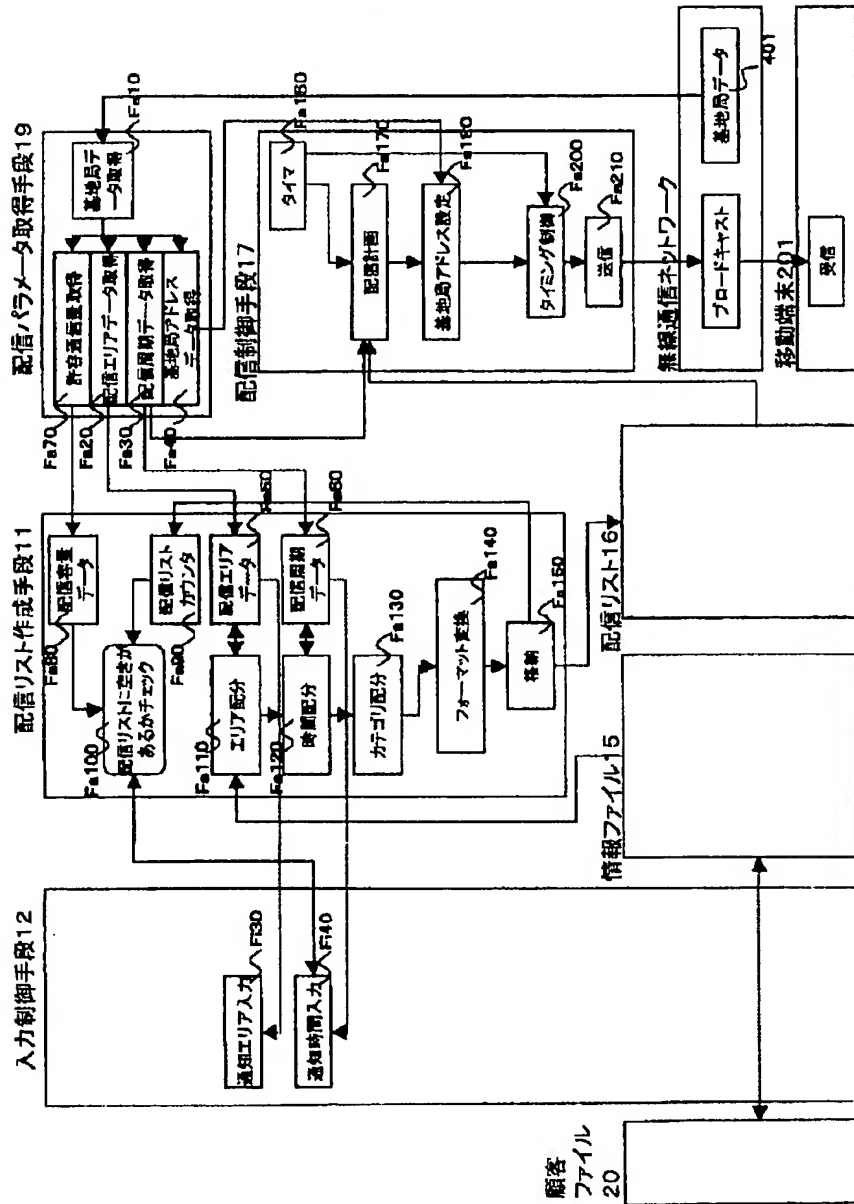 入力制御手段12
通知エリア入力
Fi30
通知時間入力
Fi40
顧客
ファイル
20
配信リスト作成手段11
配信容量
データ
Fa80
配信リスト
カウンタ
Fa90
配信リストに空きが
あるかチェック
Fa100
配信エリア
データ
エリア配分
Fa110
配信周期
データ
時間配分
Fa120
カテゴリ配分
Fa130
フォーマット変換
Fa140
格納
情報ファイル15
配信リスト16
配信パラメータ取得手段19
基地局デ
ータ取得
Fa10
許容通信量取得
Fa70
配信エリアデータ取得
Fa20
配信周期データ取得
Fa30
基地局アドレス
データ取得
Fa40
配信制御手段17
タイマ
配信計画
Fa170
基地局アドレス設定
タイミング制御
Fa200
送信
Fa210
無線通信ネットワーク
ブロードキャスト
基地局データ
401
移動端末201
受信